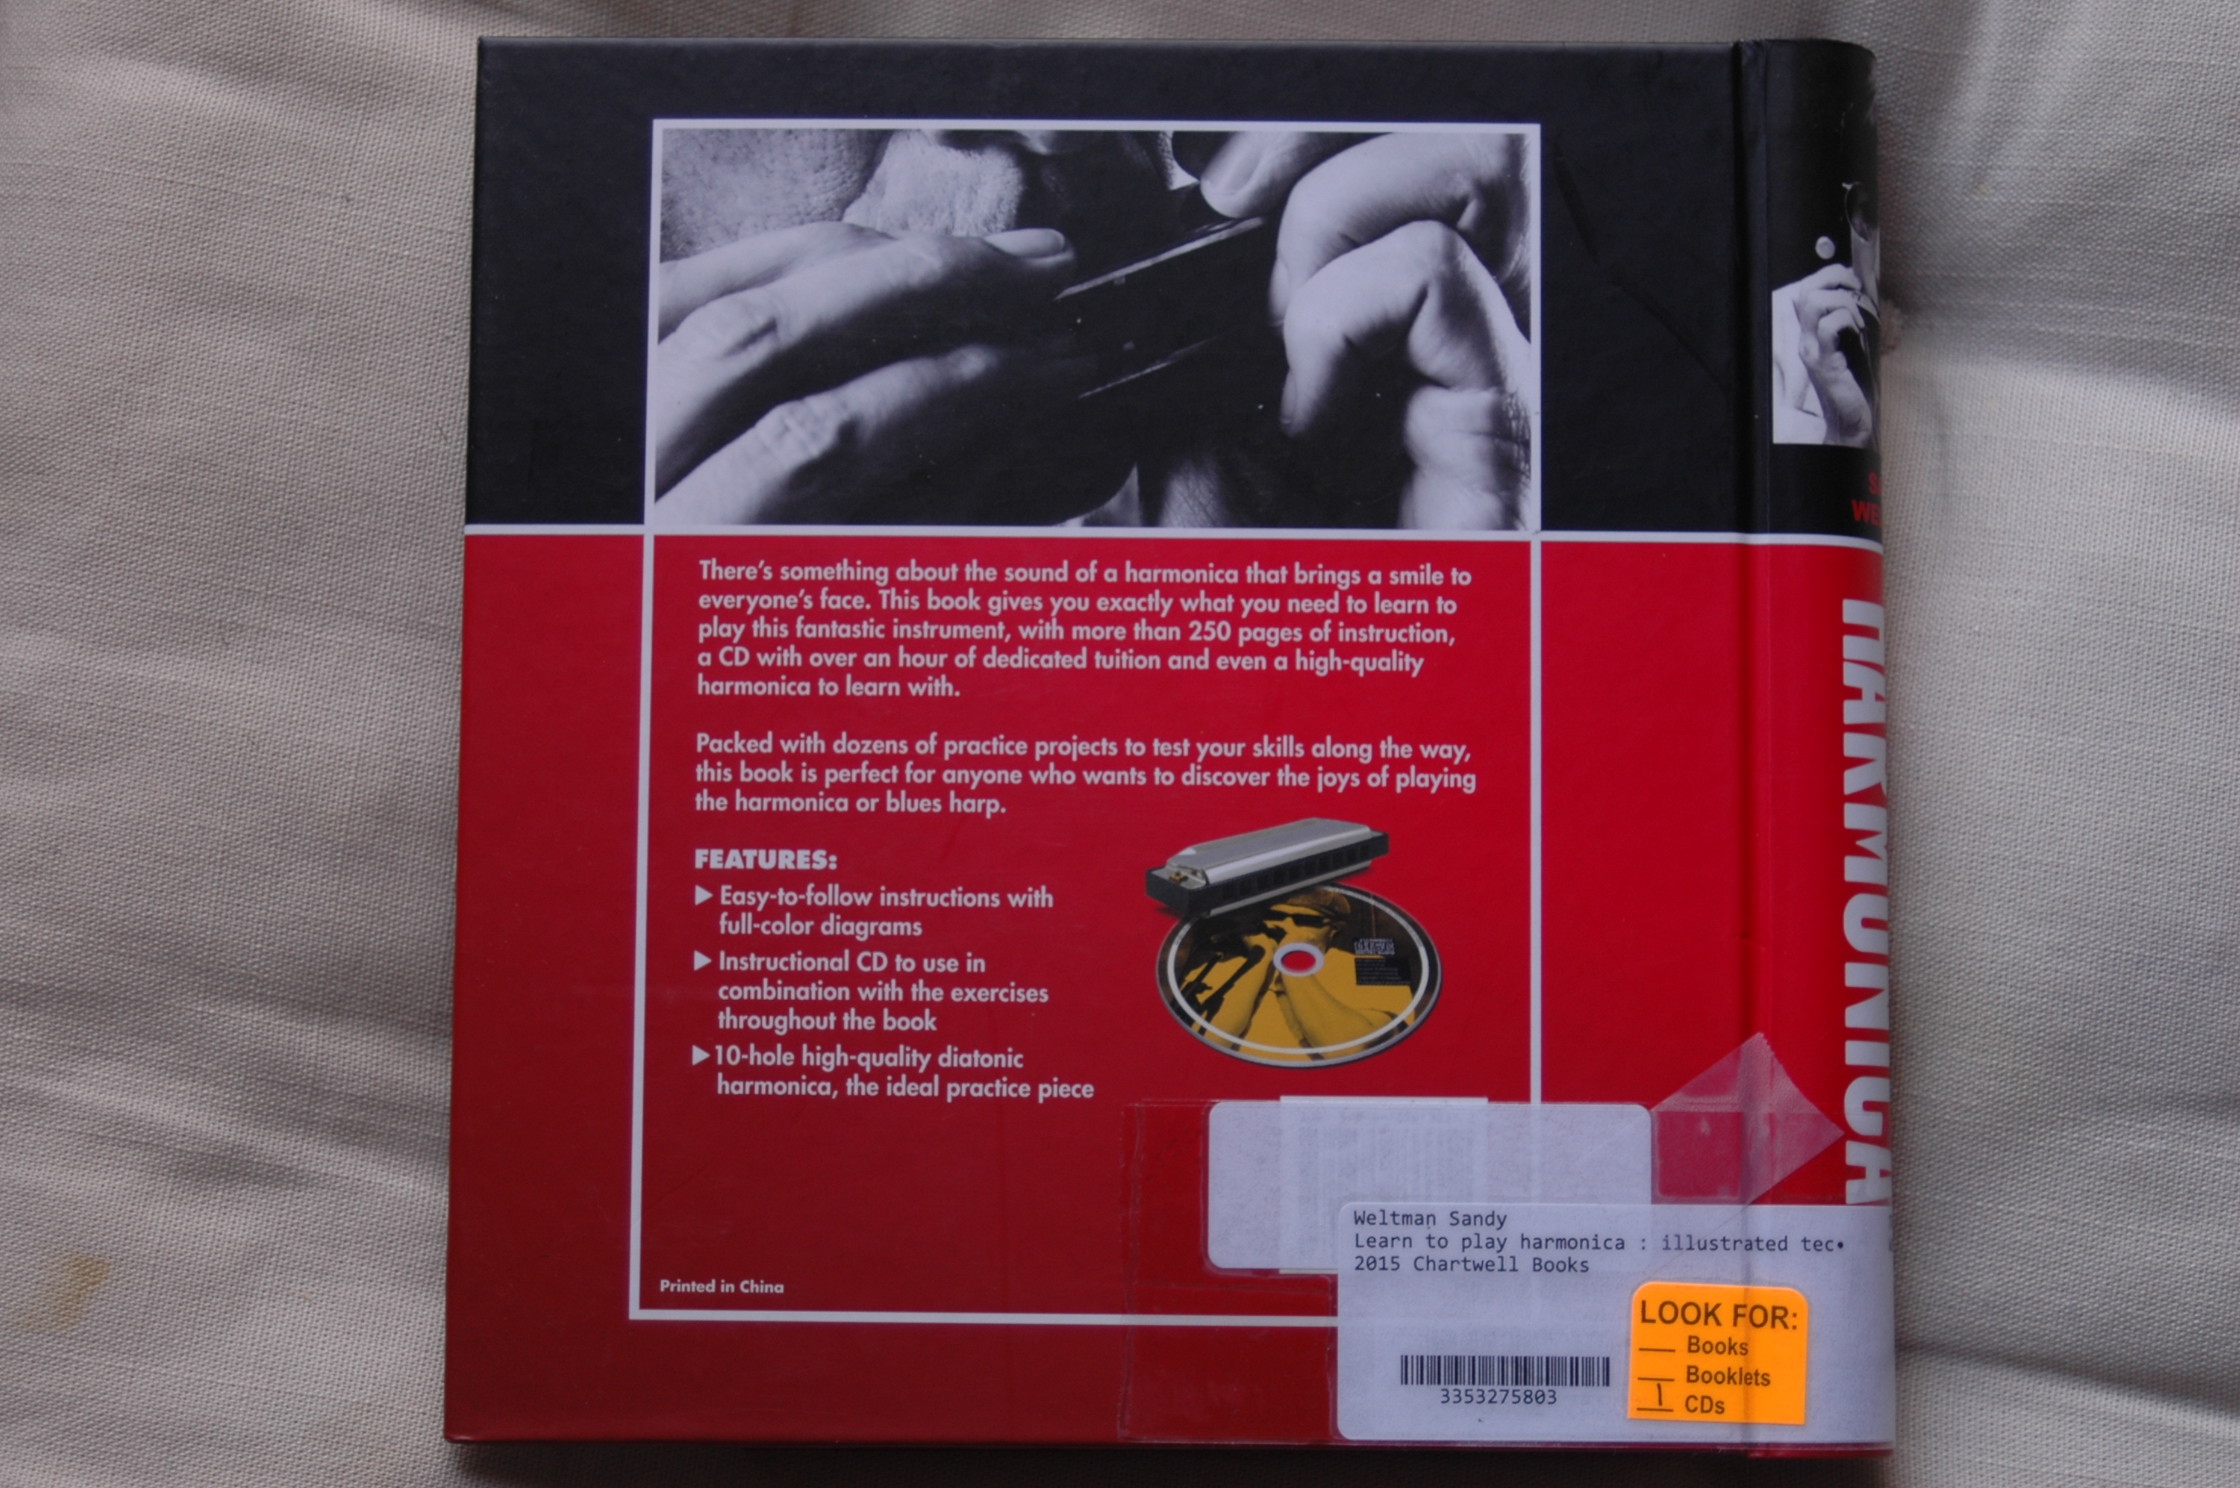 HARMONICA
There's something about the sound of a harmonica that brings a smile to
everyone's face. This book gives you exactly what you need to learn to
play this fantastic instrument, with more than 250 pages of instruction,
a CD with over an hour of dedicated tuition and even a high-quality
harmonica to learn with.
Packed with dozens of practice projects to test your skills along the way,
this book is perfect for anyone who wants to discover the joys of playing
the harmonica or blues harp.
FEATURES:
▶ Easy-to-follow instructions with
full-color diagrams
▶ Instructional CD to use in
combination with the exercises
throughout the book
▶ 10-hole high-quality diatonic
harmonica, the ideal practice piece
Printed in China
Weltman Sandy
Learn to play harmonica : illustrated tec.
2015 Chartwell Books
LOOK FOR:
Books
Booklets
1 CDs
3353275803